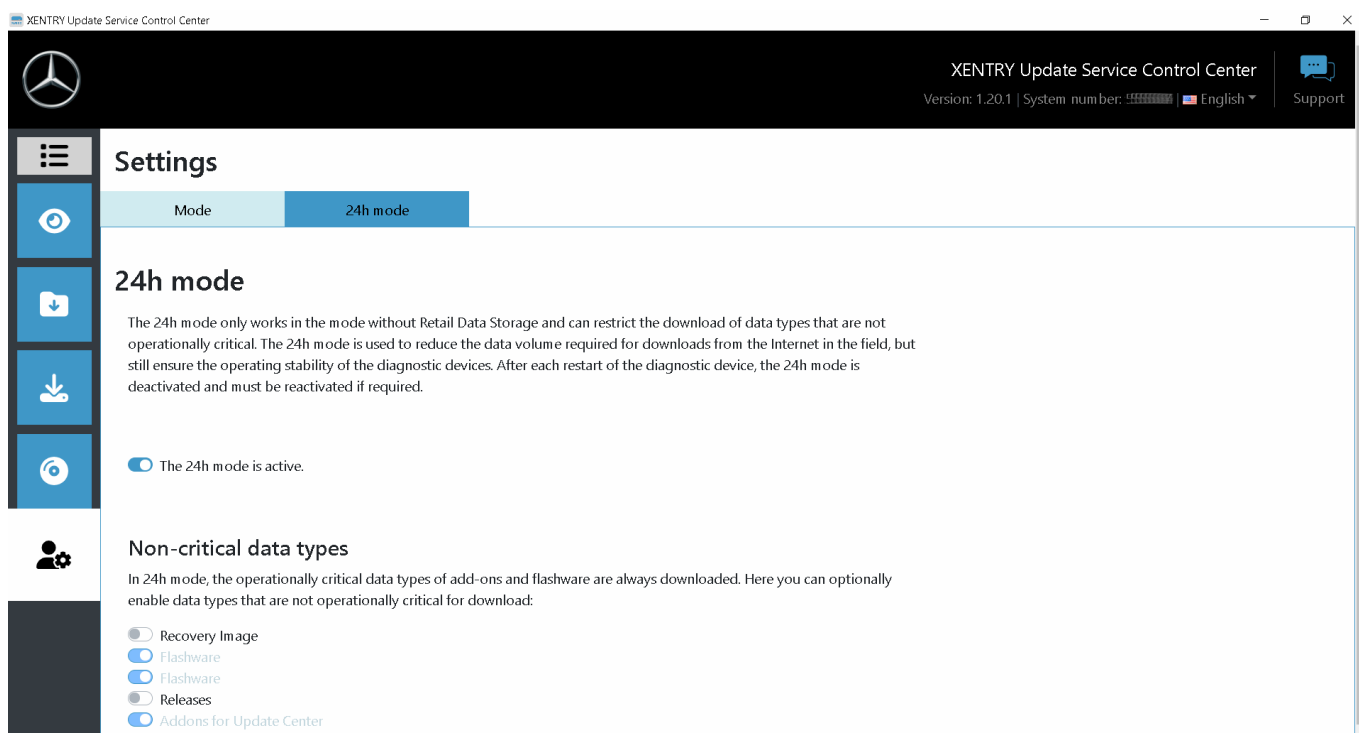 XENTRY Update Service Control Center
XENTRY Update Service Control Center
Version: 1.20.1 | System number: | English
Support
Settings
Mode
24h mode
24h mode
The 24h mode only works in the mode without Retail Data Storage and can restrict the download of data types that are not
operationally critical. The 24h mode is used to reduce the data volume required for downloads from the Internet in the field, but
still ensure the operating stability of the diagnostic devices. After each restart of the diagnostic device, the 24h mode is
deactivated and must be reactivated if required.
The 24h mode is active.
Non-critical data types
In 24h mode, the operationally critical data types of add-ons and flashware are always downloaded. Here you can optionally
enable data types that are not operationally critical for download:
Recovery Image
Flashware
Flashware
Releases
Addons for Update Center